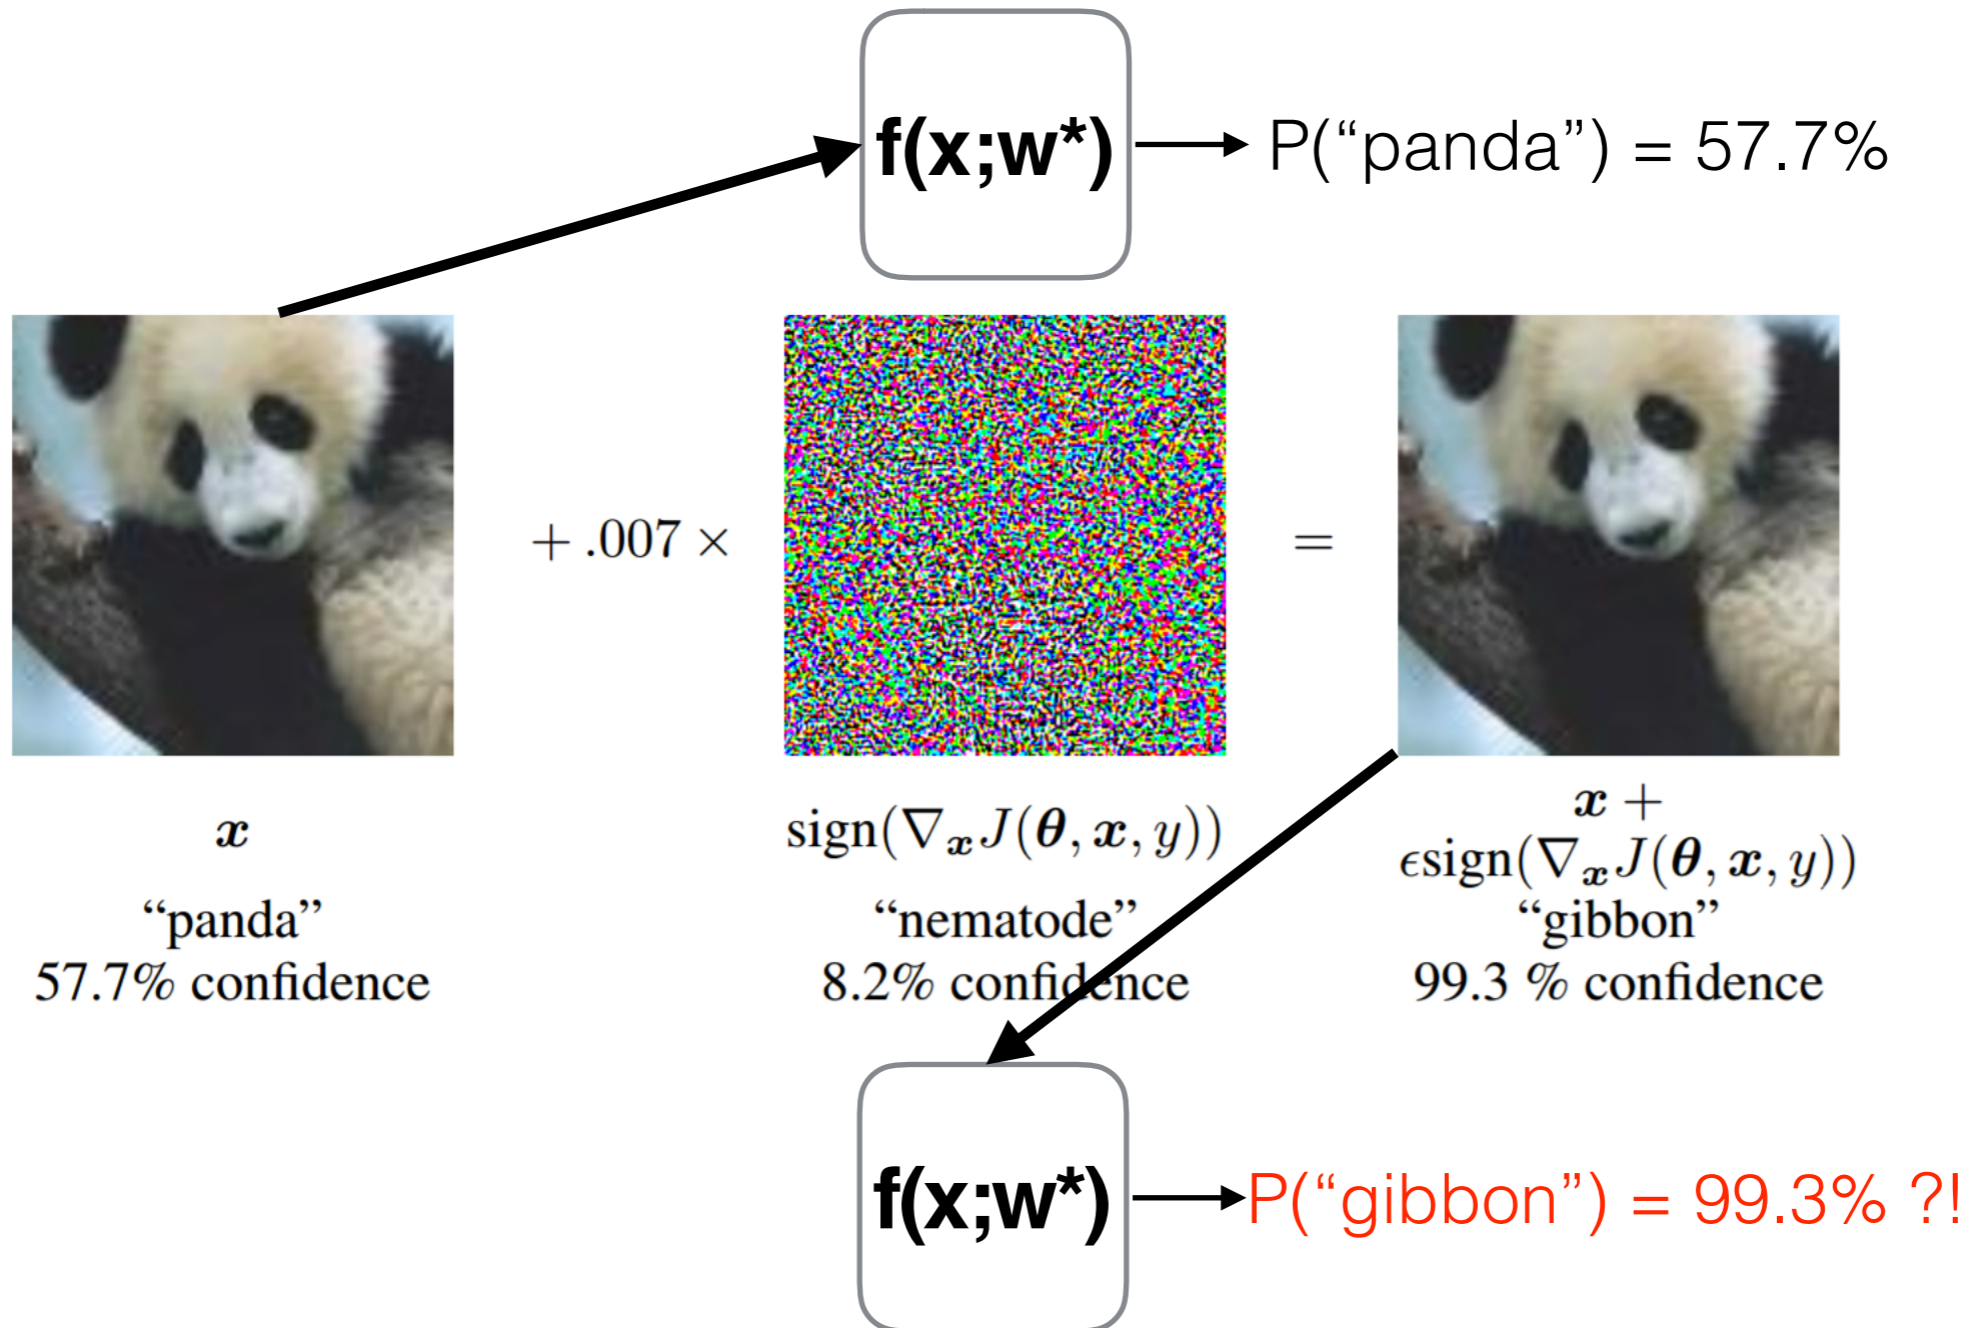 f(x;w*)
P(“panda”) = 57.7%
+ .007 ×
=
x
“panda”
57.7% confidence
sign(∇ₓJ(θ, x, y))
“nematode”
8.2% confidence
x +
ϵsign(∇ₓJ(θ, x, y))
“gibbon”
99.3 % confidence
f(x;w*)
P(“gibbon”) = 99.3% ?!